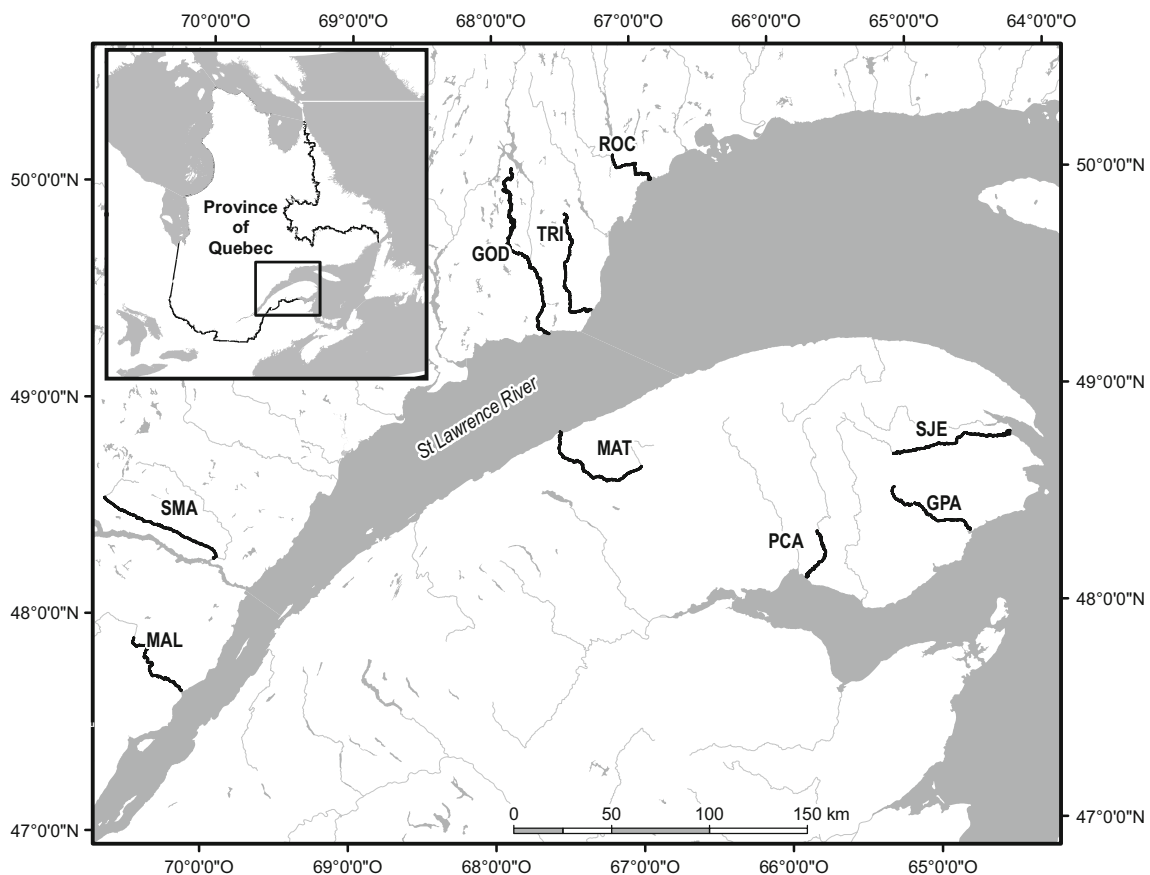 70°0'0"O 69°0'0"O 68°0'0"O 67°0'0"O 66°0'0"O 65°0'0"O 64°0'0"O
ROC
50°0'0"N
50°0'0"N
Province
of
Quebec
TRI
GOD
49°0'0"N
49°0'0"N
St Lawrence River
SJE
MAT
SMA
GPA
PCA
48°0'0"N
48°0'0"N
MAL
0 50 100 150 km
47°0'0"N
47°0'0"N
70°0'0"O 69°0'0"O 68°0'0"O 67°0'0"O 66°0'0"O 65°0'0"O